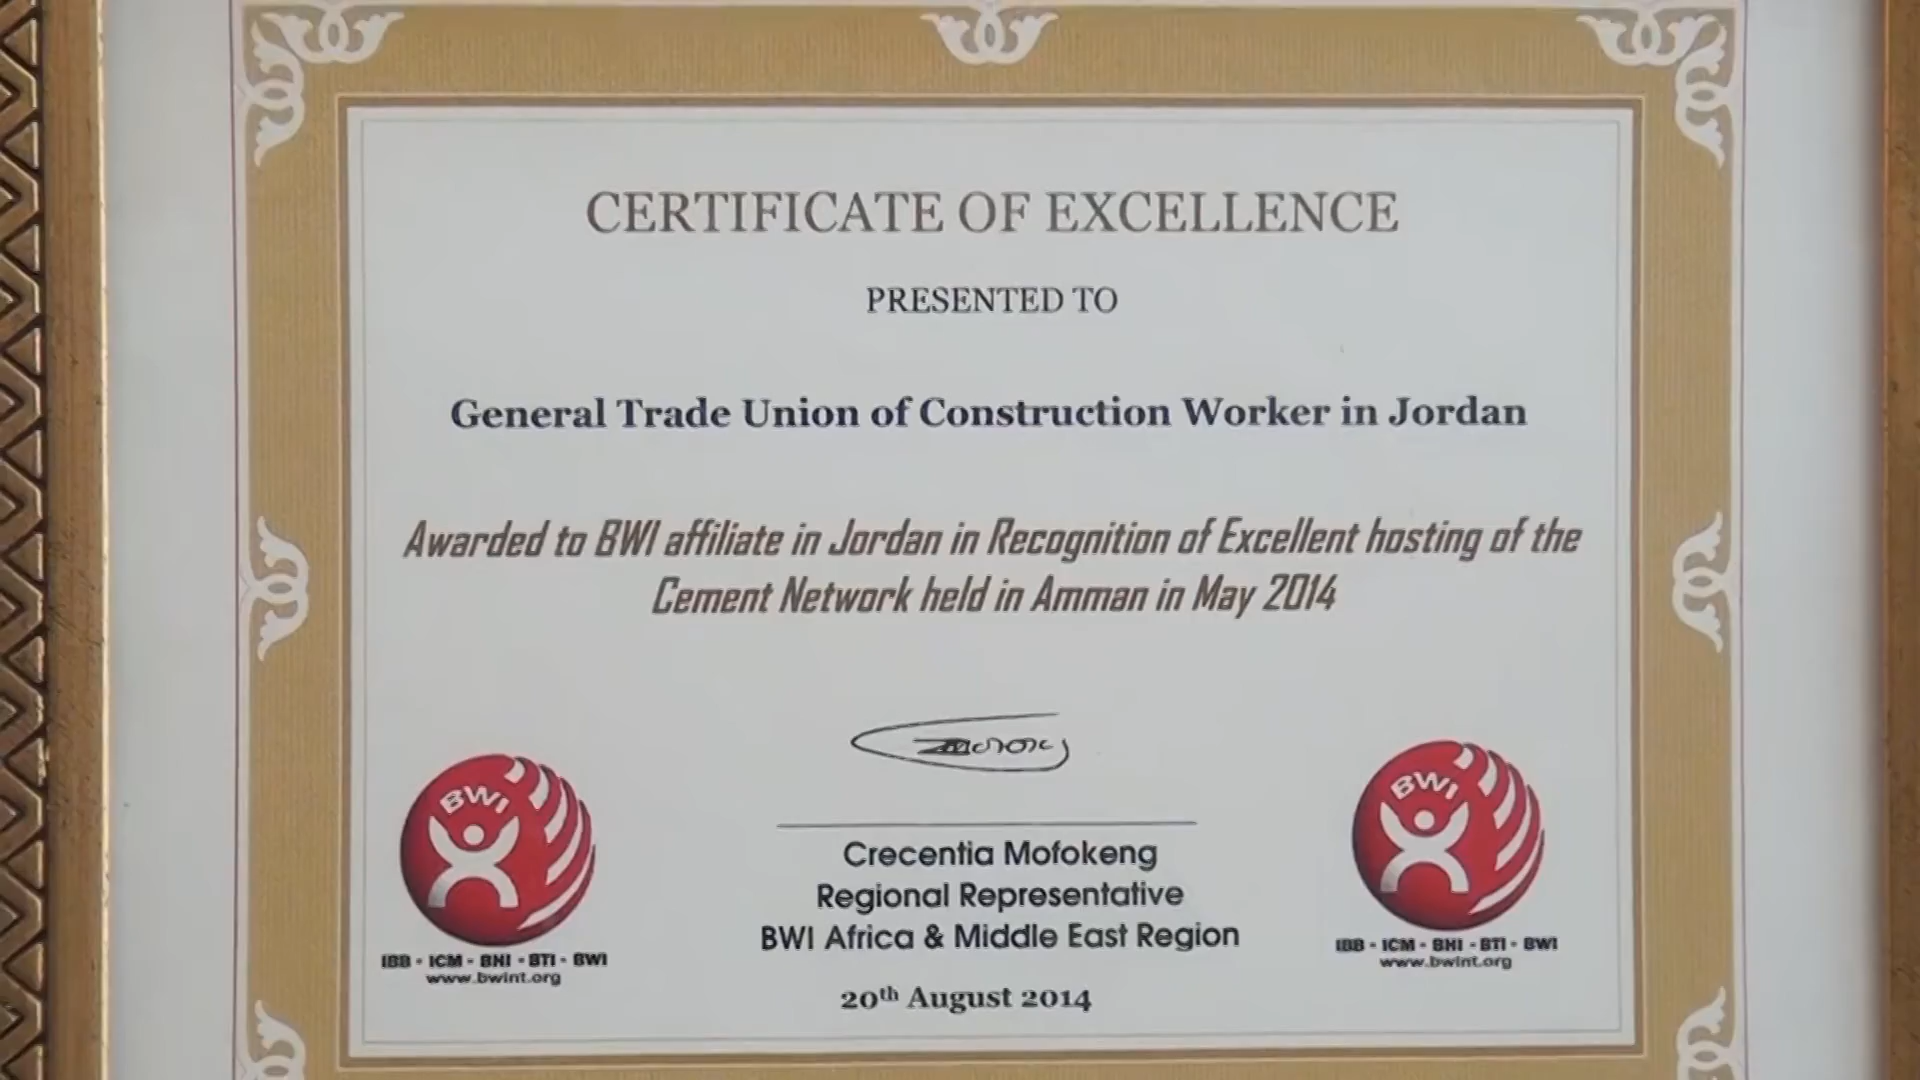 CERTIFICATE OF EXCELLENCE
PRESENTED TO
General Trade Union of Construction Worker in Jordan
Awarded to BWI affiliate in Jordan in Recognition of Excellent hosting of the
Cement Network held in Amman in May 2014
BWI
IBB - ICM - BHI - BTI - BWI
www.bwint.org
Crecentia Mofokeng
Regional Representative
BWI Africa & Middle East Region
20th August 2014
BWI
IBB - ICM - BHI - BTI - BWI
www.bwint.org